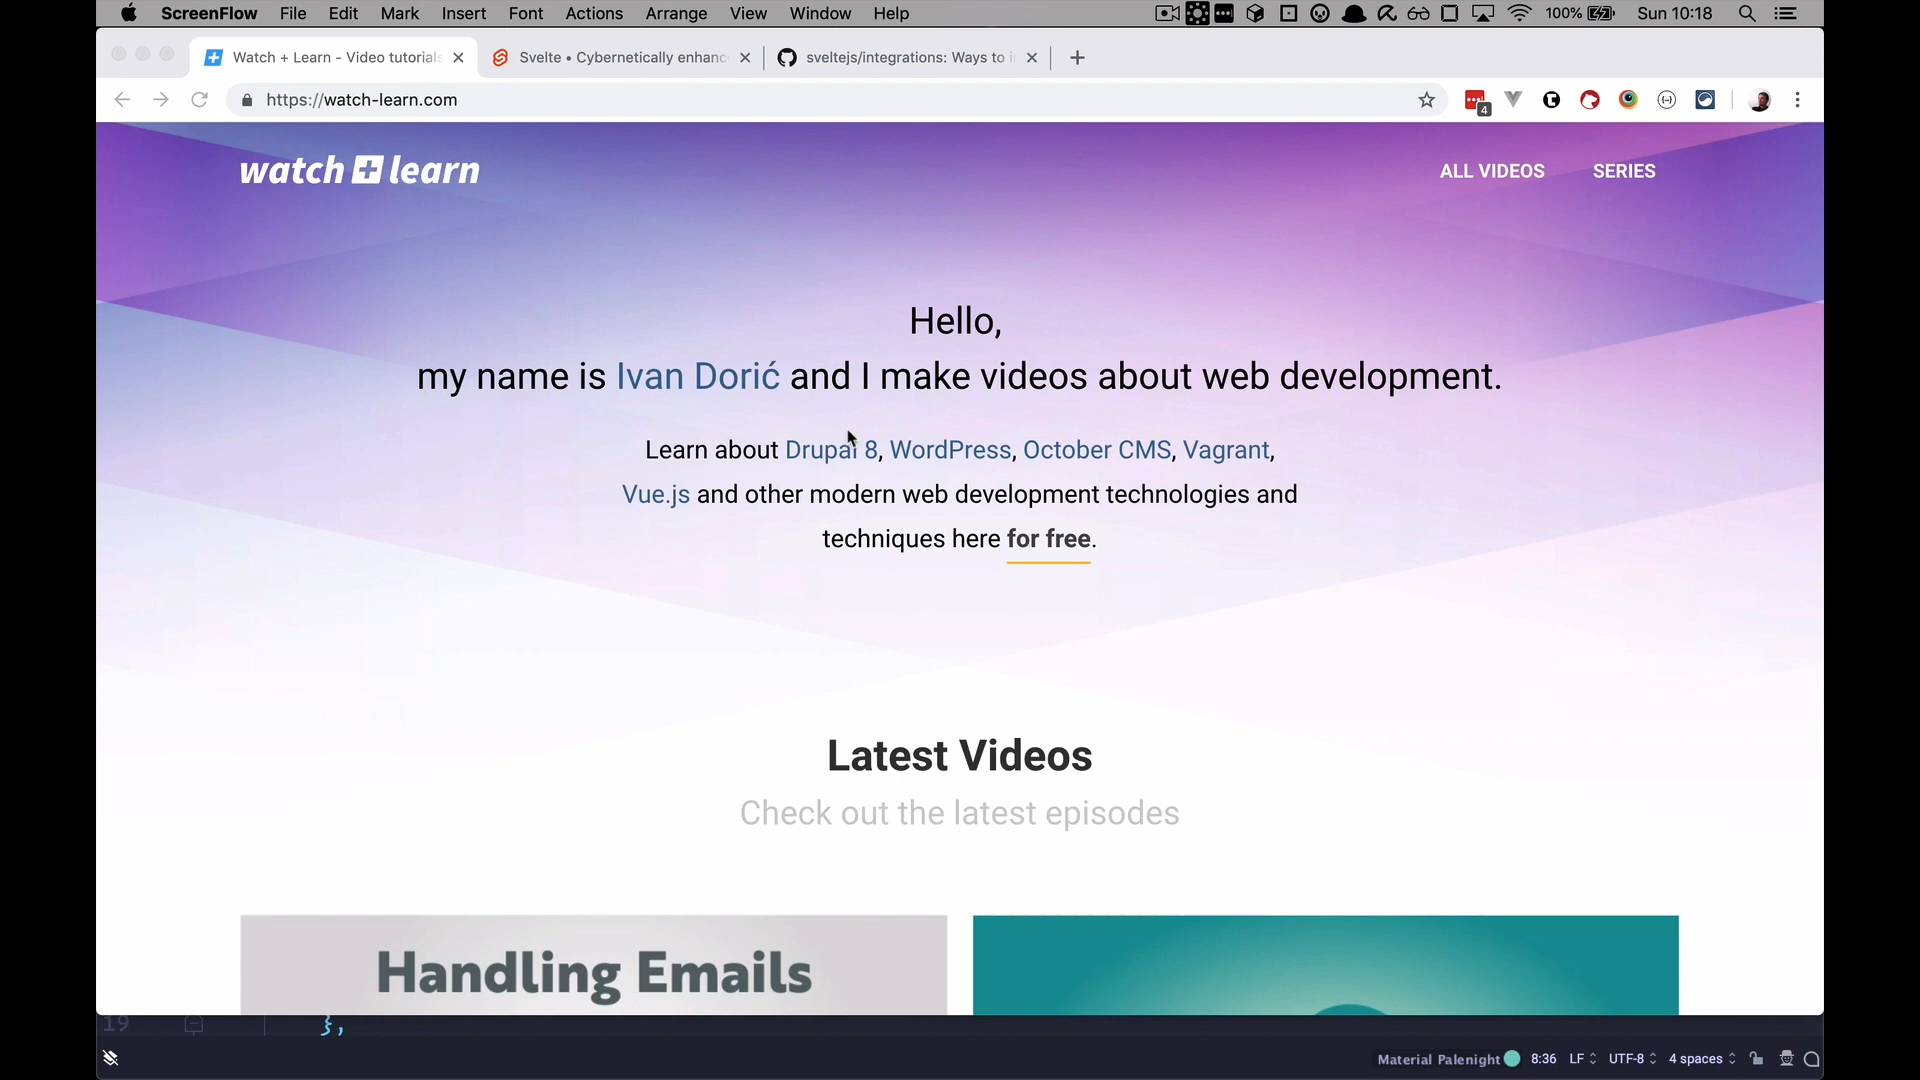 ScreenFlow File Edit Mark Insert Font Actions Arrange View Window Help 100% Sun 10:18
Watch + Learn - Video tutorials Svelte • Cybernetically enhanc sveltejs/integrations: Ways to i
https://watch-learn.com 4
watch + learn ALL VIDEOS SERIES
Hello,
my name is Ivan Dorić and I make videos about web development.
Learn about Drupal 8, WordPress, October CMS, Vagrant,
Vue.js and other modern web development technologies and
techniques here for free.
Latest Videos
Check out the latest episodes
Handling Emails
19 },
Material Palenight 8:36 LF UTF-8 4 spaces